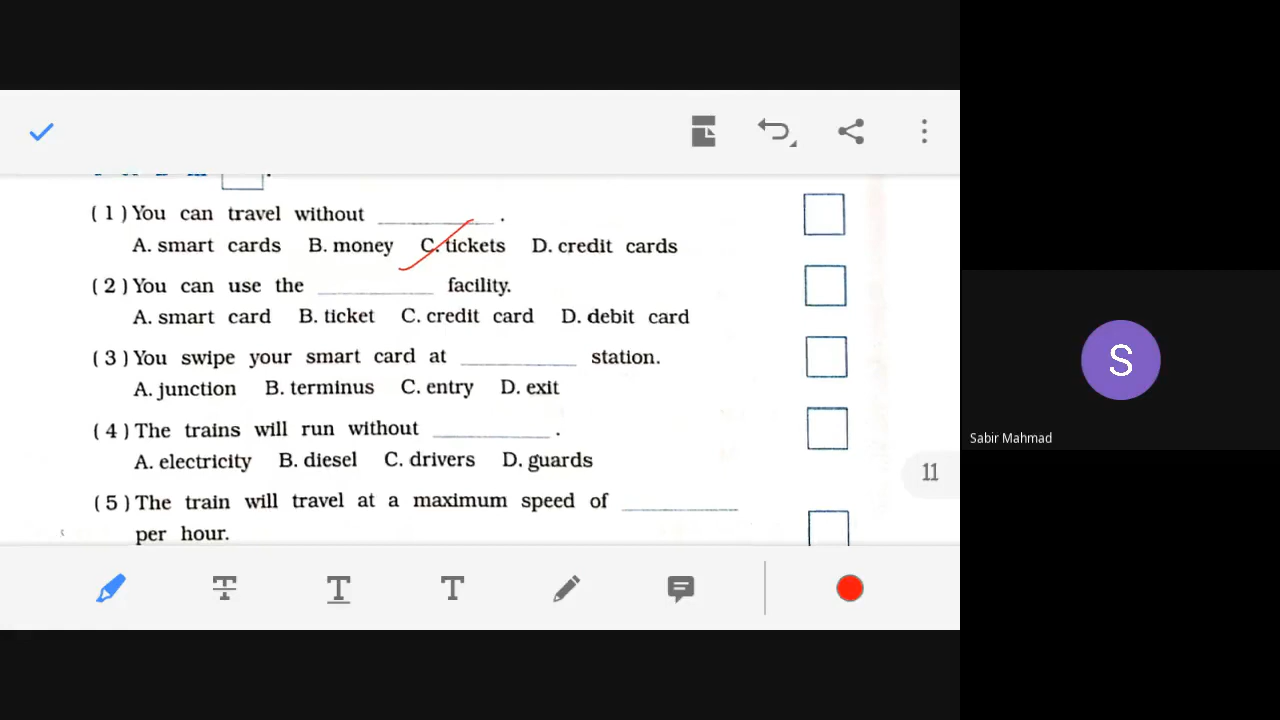 (1) You can travel without ________ .
A. smart cards B. money C. tickets D. credit cards
(2) You can use the ________ facility.
A. smart card B. ticket C. credit card D. debit card
(3) You swipe your smart card at ________ station.
A. junction B. terminus C. entry D. exit
(4) The trains will run without ________ .
A. electricity B. diesel C. drivers D. guards
(5) The train will travel at a maximum speed of ________
per hour.
11
S
Sabir Mahmad